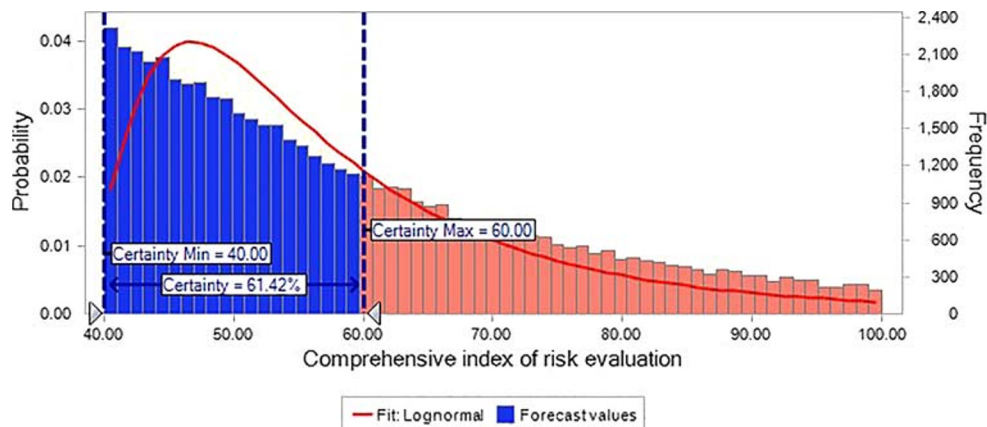 Probability
0.04
0.03
0.02
0.01
0.00
2,400
2,100
1,800
1,500
1,200
900
600
300
0
Frequency
Certainty Max = 60.00
Certainty Min = 40.00
Certainty = 61.42%
40.00 50.00 60.00 70.00 80.00 90.00 100.00
Comprehensive index of risk evaluation
Fit: Lognormal Forecast values